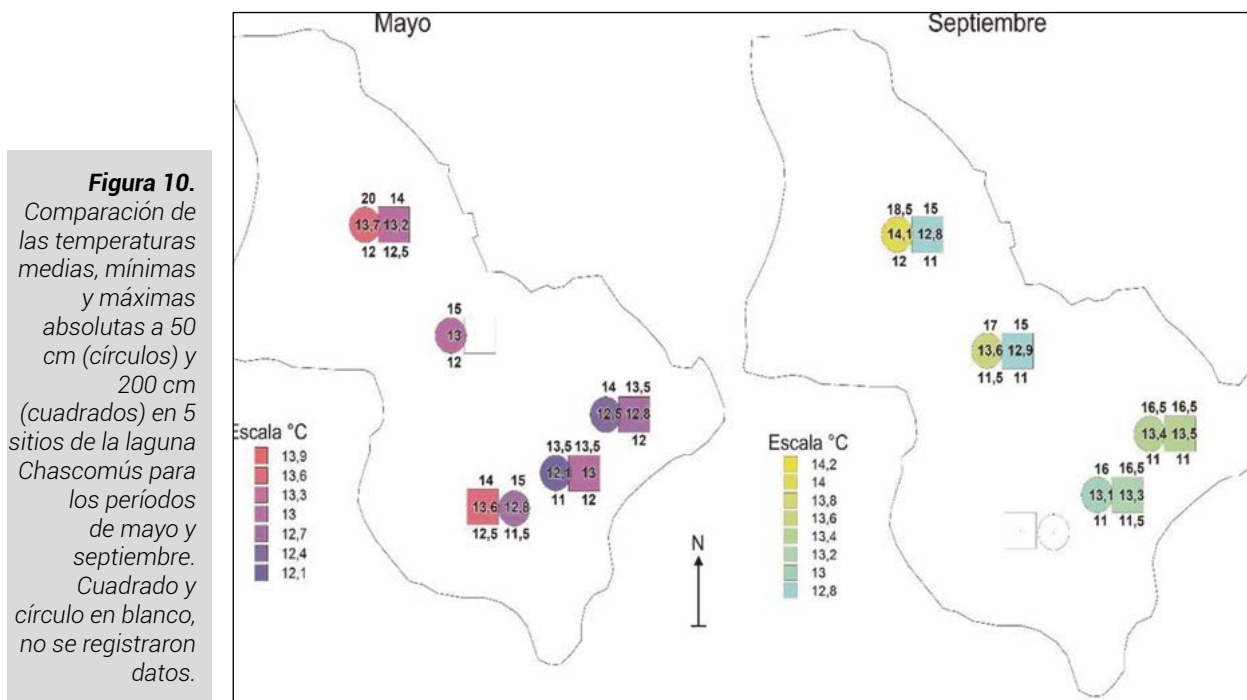 Figura 10.
Comparación de
las temperaturas
medias, mínimas
y máximas
absolutas a 50
cm (círculos) y
200 cm
(cuadrados) en 5
sitios de la laguna
Chascomús para
los períodos
de mayo y
septiembre.
Cuadrado y
círculo en blanco,
no se registraron
datos.
Mayo
20 14
13,7 13,2
12 12,5
15
13
12
14 13,5
12,5 12,8
12
13,5 13,5
12,1 13
11 12
14 15
13,6 12,8
12,5 11,5
Escala °C
13,9
13,6
13,3
13
12,7
12,4
12,1
N
Septiembre
18,5 15
14,1 12,8
12 11
17 15
13,6 12,9
11,5 11
16,5 16,5
13,4 13,5
11 11
16 16,5
13,1 13,3
11 11,5
Escala °C
14,2
14
13,8
13,6
13,4
13,2
13
12,8